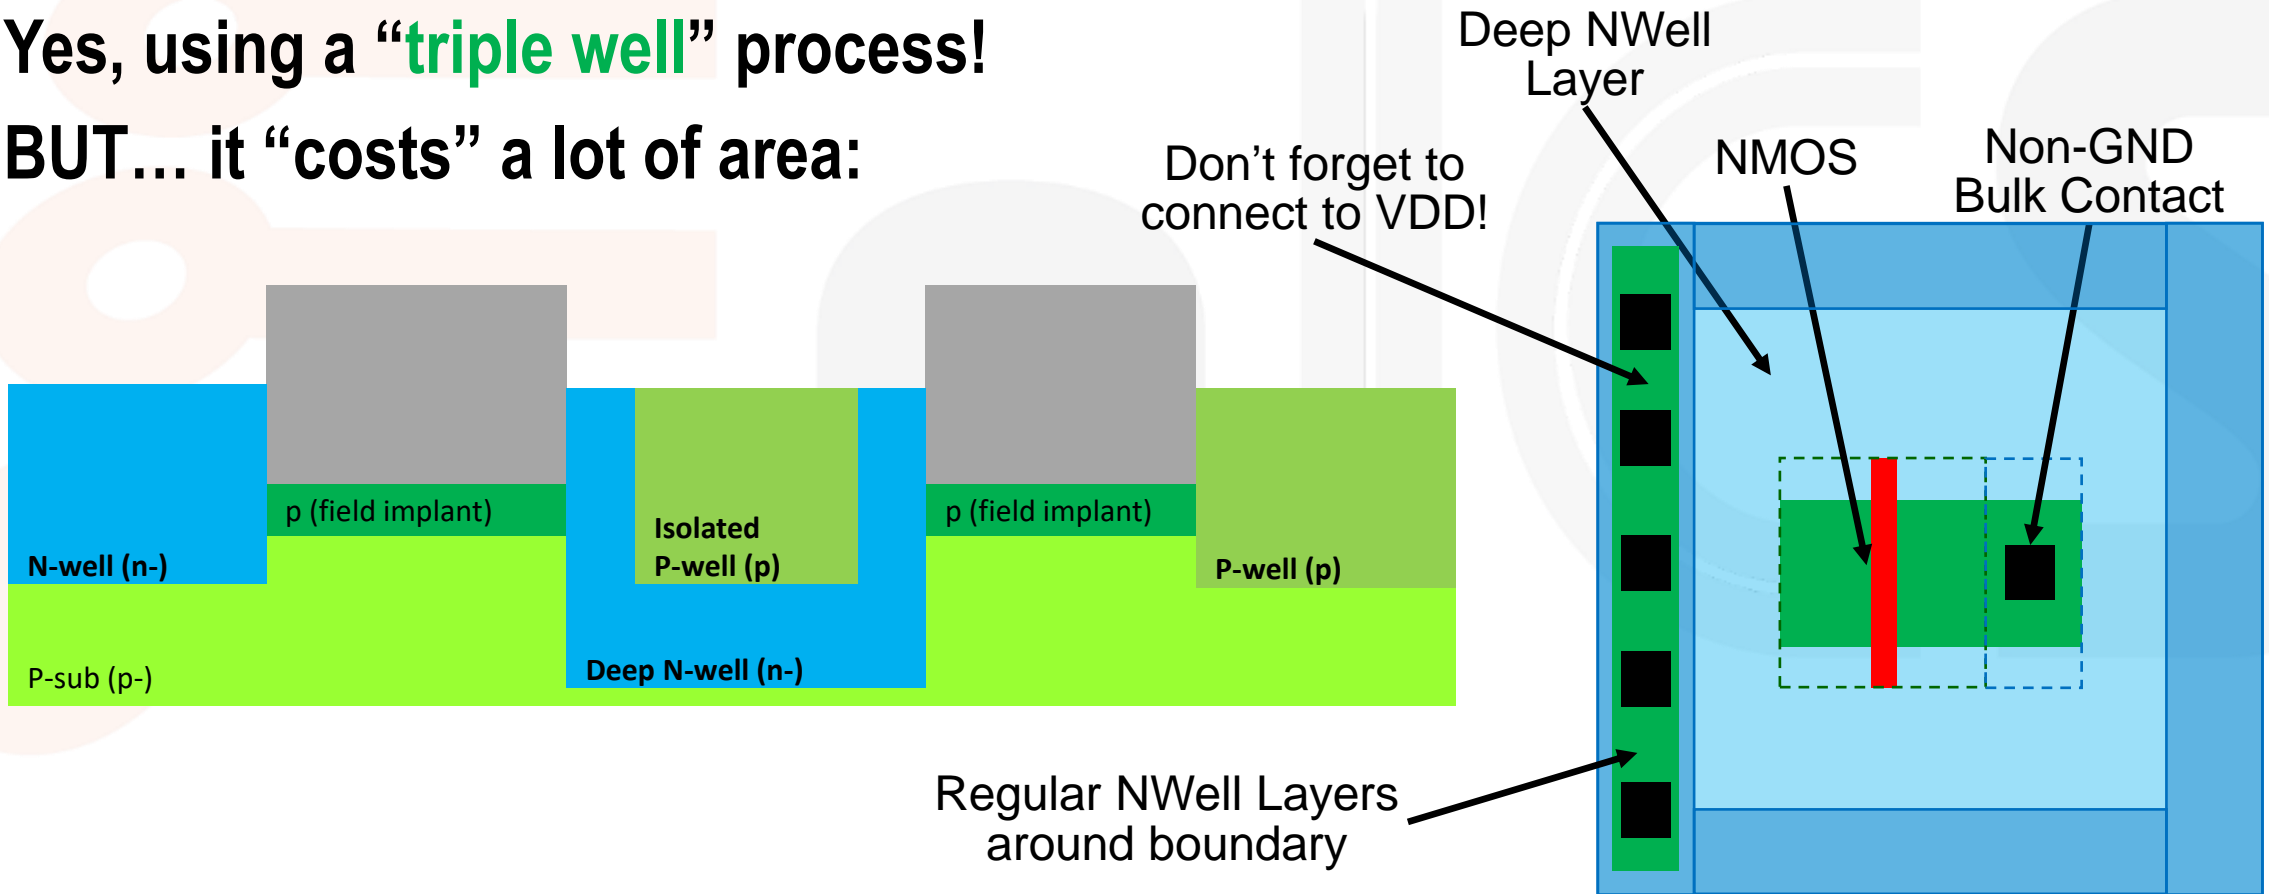 Yes, using a “triple well” process!
BUT… it “costs” a lot of area:
Deep NWell
Layer
Don’t forget to
connect to VDD!
NMOS
Non-GND
Bulk Contact
p (field implant)
p (field implant)
Isolated
P-well (p)
N-well (n-)
P-well (p)
P-sub (p-)
Deep N-well (n-)
Regular NWell Layers
around boundary